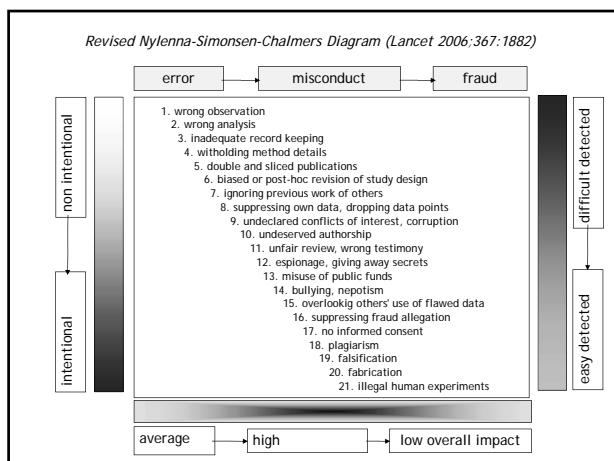 Revised Nylenna-Simonsen-Chalmers Diagram (Lancet 2006;367:1882)
error
misconduct
fraud
non intentional
intentional
1. wrong observation
2. wrong analysis
3. inadequate record keeping
4. witholding method details
5. double and sliced publications
6. biased or post-hoc revision of study design
7. ignoring previous work of others
8. suppressing own data, dropping data points
9. undeclared conflicts of interest, corruption
10. undeserved authorship
11. unfair review, wrong testimony
12. espionage, giving away secrets
13. misuse of public funds
14. bullying, nepotism
15. overlookig others' use of flawed data
16. suppressing fraud allegation
17. no informed consent
18. plagiarism
19. falsification
20. fabrication
21. illegal human experiments
difficult detected
easy detected
average
high
low overall impact